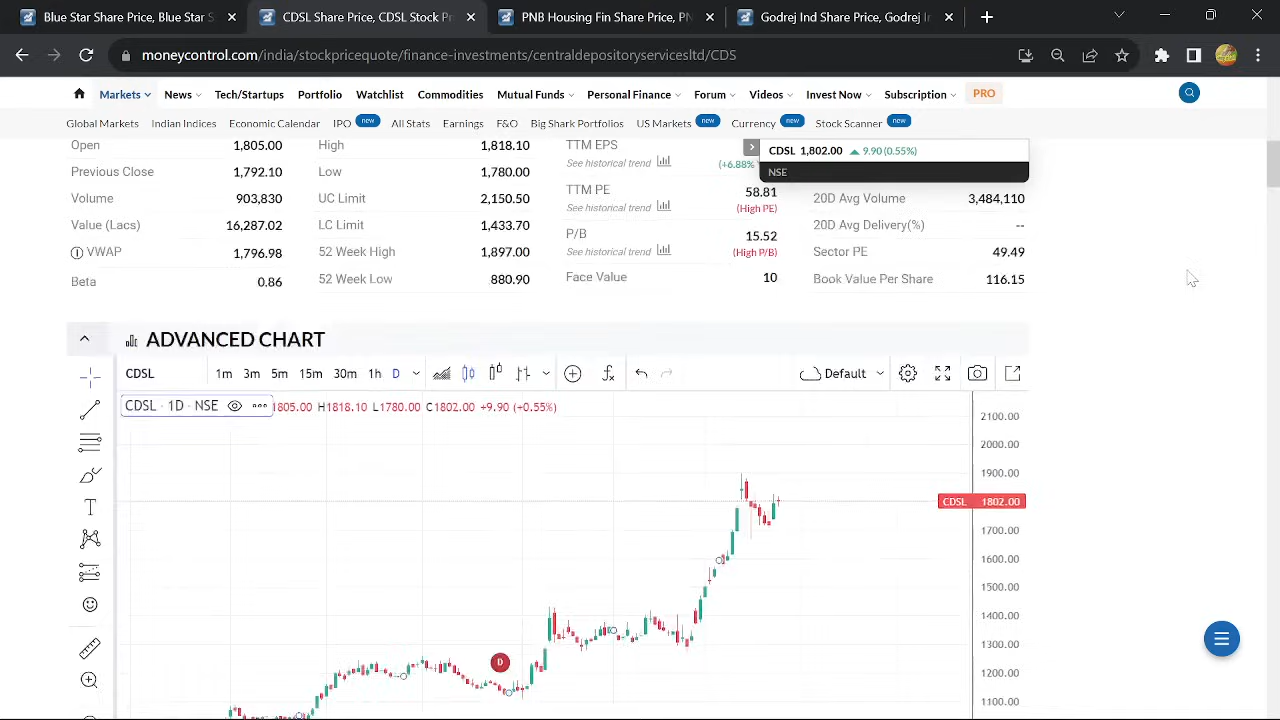 Blue Star Share Price, Blue Star S
CDSL Stock Price, CDSL Stock Pri
PNB Housing Fin Share Price, PN
Godrej Ind Share Price, Godrej In
moneycontrol.com/india/stockpricequote/finance-investments/centraldepositoryservicesltd/CDS
Markets News Tech/Startups Portfolio Watchlist Commodities Mutual Funds Personal Finance Forum Videos Invest Now Subscription PRO
Global Markets Indian Indices Economic Calendar IPO new All Stats Earnings F&O Big Shark Portfolios US Markets new Currency new Stock Scanner new
CDSL 1,802.00 9.90 (0.55%)
NSE
Open 1,805.00
Previous Close 1,792.10
Volume 903,830
Value (Lacs) 16,287.02
VWAP 1,796.98
Beta 0.86
High 1,818.10
Low 1,780.00
UC Limit 2,150.50
LC Limit 1,433.70
52 Week High 1,897.00
52 Week Low 880.90
TTM EPS
See historical trend (+6.88%
TTM PE 58.81
See historical trend (High PE)
P/B 15.52
See historical trend (High P/B)
Face Value 10
20D Avg Volume 3,484,110
20D Avg Delivery(%) --
Sector PE 49.49
Book Value Per Share 116.15
ADVANCED CHART
CDSL 1m 3m 5m 15m 30m 1h D Default
CDSL · 1D · NSE 1805.00 H1818.10 L1780.00 C1802.00 +9.90 (+0.55%)
2100.00
2000.00
1900.00
CDSL 1802.00
1700.00
1600.00
1500.00
1400.00
1300.00
1200.00
1100.00
D
T